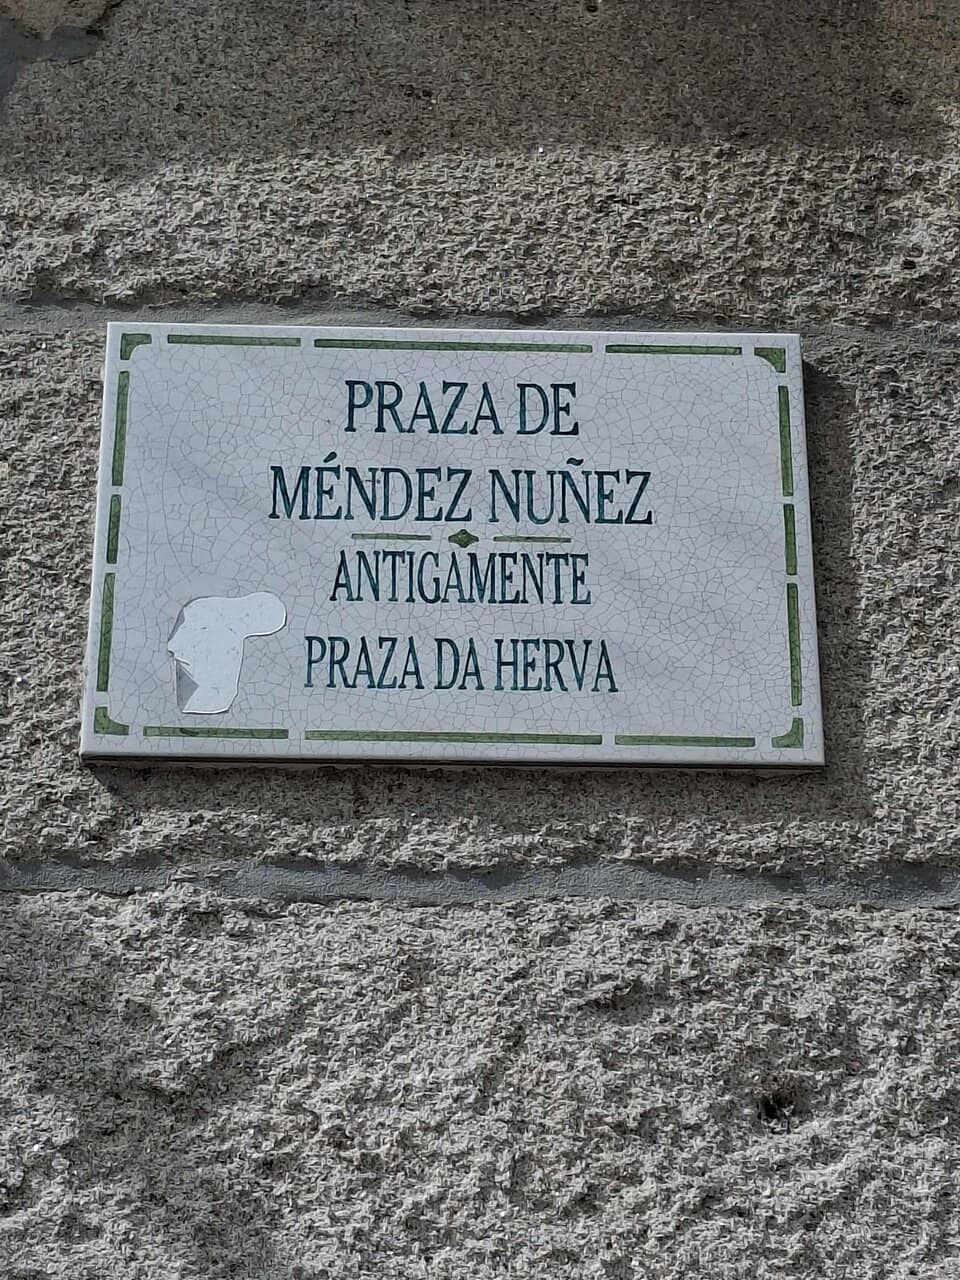 PRAZA DE
MÉNDEZ NUÑEZ
ANTIGAMENTE
PRAZA DA HERVA